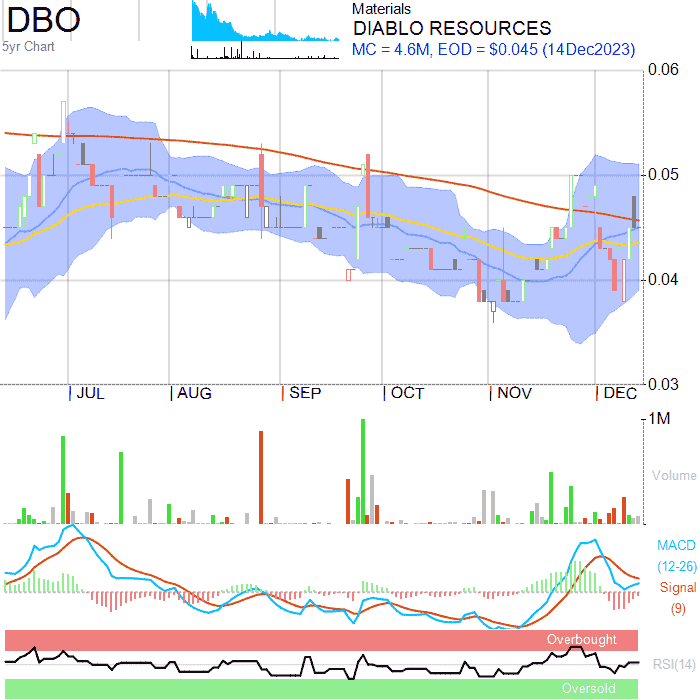 DBO
5yr Chart
Materials
DIABLO RESOURCES
MC = 4.6M, EOD = $0.045 (14Dec2023)
0.06
0.05
0.04
0.03
JUL AUG SEP OCT NOV DEC
1M
Volume
MACD
(12-26)
Signal
(9)
Overbought
RSI(14)
Oversold